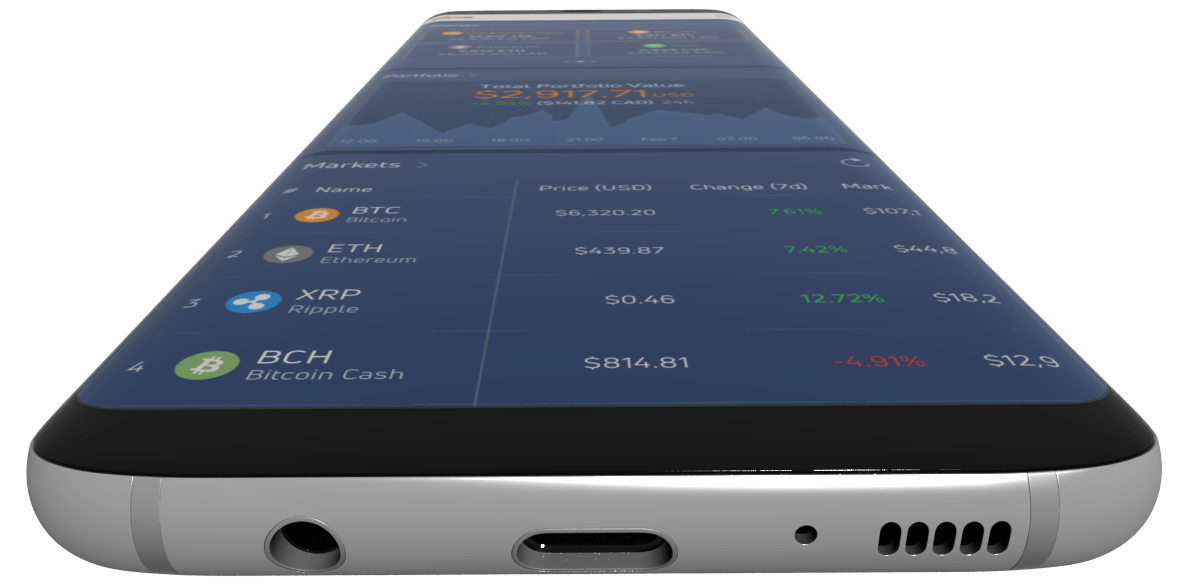 Portfolio >
Total Portfolio Value
$2,917.71 USD
($141.82 CAD) 24h
12:00 15:00 18:00 21:00 Feb 7 03:00 06:00
Markets >
# Name Price (USD) Change (7d) Mark
1 BTC $6,320.20 7.61% $107,1
Bitcoin
2 ETH $439.87 7.42% $44,8
Ethereum
3 XRP $0.46 12.72% $18,2
Ripple
4 BCH $814.81 -4.91% $12,9
Bitcoin Cash